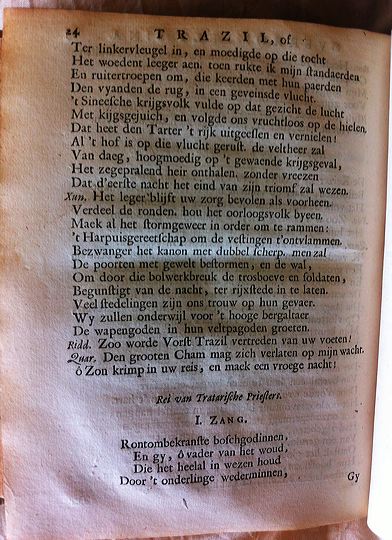 24 TRAZIL, of
Ter linkervleugel in, en moedigde op die tocht
Het woedent leeger aen. toen rukte ik mijn standaerden
En ruitertroepen om, die keerden met hun paerden
Den vyanden de rug, in een geveinsde vlucht.
't Sineesche krijgsvolk vulde op dat gezicht de lucht
Met krijgsgejuich, en volgde ons vruchtloos op de hielen,
Dat heet den Tarter 't rijk uitgeeslen en vernielen!
Al 't hof is op die vlucht gerust. de veltheer zal
Van daeg, hoogmoedig op 't gewaende krijgsgeval,
Het zegepralend heir onthalen. zonder vreezen
Dat d'eerste nacht het eind van zijn triomf zal wezen.
Xun. Het leger blijft uw zorg bevolen als voorheen.
Verdeel de ronden. hou het oorloogsvolk byeen.
Maek al het stormgeweer in order om te rammen:
't Harpuisgereetschap om de vestingen t'ontvlammen.
Bezwanger het kanon met dubbel scherp. men zal
De poorten met gewelt bestormen, en de wal,
Om door die bolwerkbreuk de trosboeve en soldaten,
Begunstigt van de nacht, ter rijxstede in te laten.
Veel stedelingen zijn ons trouw op hun gevaer.
Wy zullen onderwijl voor 't hooge bergaltaer
De wapengoden in hun veltpagoden groeten.
Ridd. Zoo worde Vorst Trazil vertreden van uw voeten!
Quar. Den grooten Cham mag zich verlaten op mijn wacht.
ô Zon krimp in uw reis, en maek een vroege nacht!
Rei van Tratarische Priesters.
I. ZANG.
Rontombekranste boschgodinnen,
En gy, ô vader van het woud,
Die het heelal in wezen houd
Door 't onderlinge wederminnen,
Gy